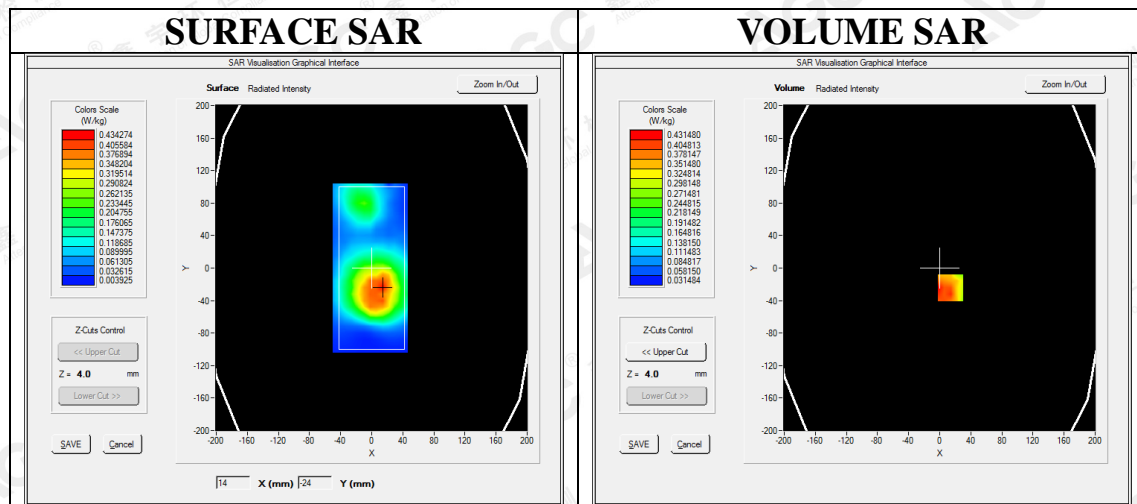 SURFACE SAR
SAR Visualisation Graphical Interface
Surface Radiated Intensity
Zoom In/Out
Colors Scale
(W/kg)
0.434274
0.405584
0.376894
0.348204
0.319514
0.290824
0.262135
0.233445
0.204755
0.176065
0.147375
0.118685
0.089995
0.061305
0.032615
0.003925
Z-Cuts Control
<< Upper Cut
Z = 4.0 mm
Lower Cut >>
SAVE Cancel
Y
200
160
120
80
40
0
-40
-80
-120
-160
-200
-200 -160 -120 -80 -40 0 40 80 120 160 200
X
14 X (mm) -24 Y (mm)
VOLUME SAR
SAR Visualisation Graphical Interface
Volume Radiated Intensity
Zoom In/Out
Colors Scale
(W/kg)
0.431480
0.404813
0.378147
0.351480
0.324814
0.298148
0.271481
0.244815
0.218149
0.191482
0.164816
0.138150
0.111483
0.084817
0.058150
0.031484
Z-Cuts Control
<< Upper Cut
Z = 4.0 mm
Lower Cut >>
SAVE Cancel
Y
200
160
120
80
40
0
-40
-80
-120
-160
-200
-200 -160 -120 -80 -40 0 40 80 120 160 200
X